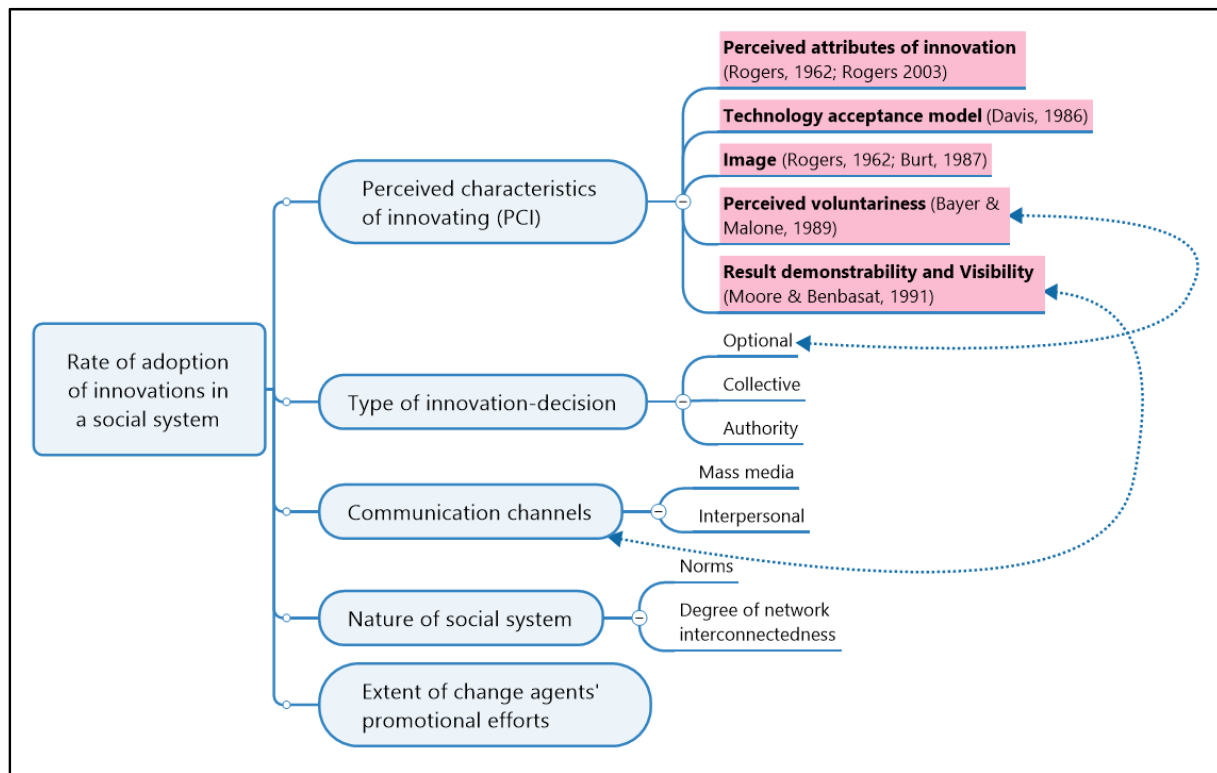 Perceived attributes of innovation
(Rogers, 1962; Rogers 2003)
Technology acceptance model (Davis, 1986)
Image (Rogers, 1962; Burt, 1987)
Perceived voluntariness (Bayer &
Malone, 1989)
Result demonstrability and Visibility
(Moore & Benbasat, 1991)
Perceived characteristics
of innovating (PCI)
Rate of adoption
of innovations in
a social system
Type of innovation-decision
Optional
Collective
Authority
Communication channels
Mass media
Interpersonal
Nature of social system
Norms
Degree of network
interconnectedness
Extent of change agents'
promotional efforts